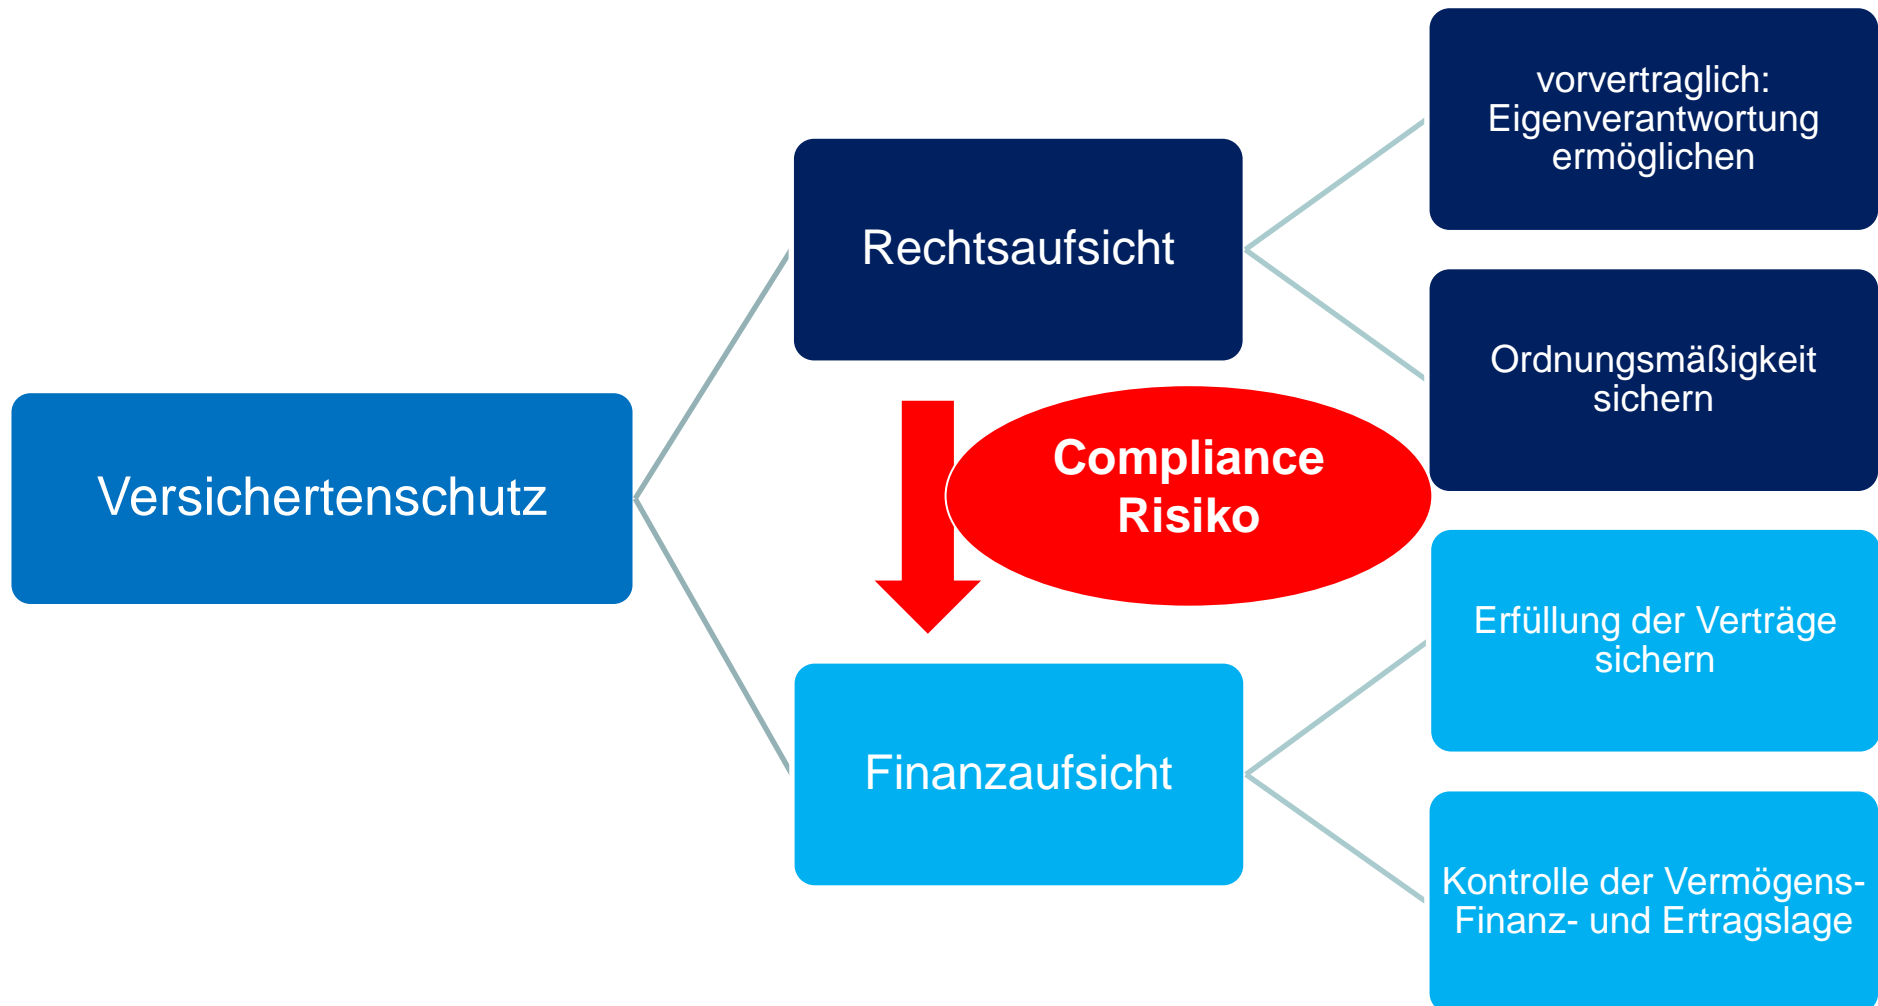 vorvertraglich:
Eigenverantwortung
ermöglichen
Rechtsaufsicht
Ordnungsmäßigkeit
sichern
Compliance
Risiko
Versichertenschutz
Erfüllung der Verträge
sichern
Finanzaufsicht
Kontrolle der Vermögens-
Finanz- und Ertragslage